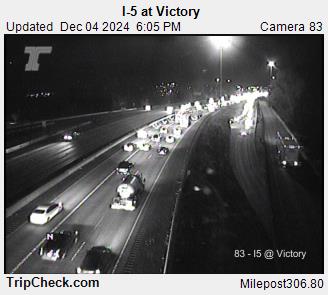 I-5 at Victory
Updated Dec 04 2024 6:05 PM Camera 83
N
83 - I5 @ Victory
TripCheck.com Milepost306.80